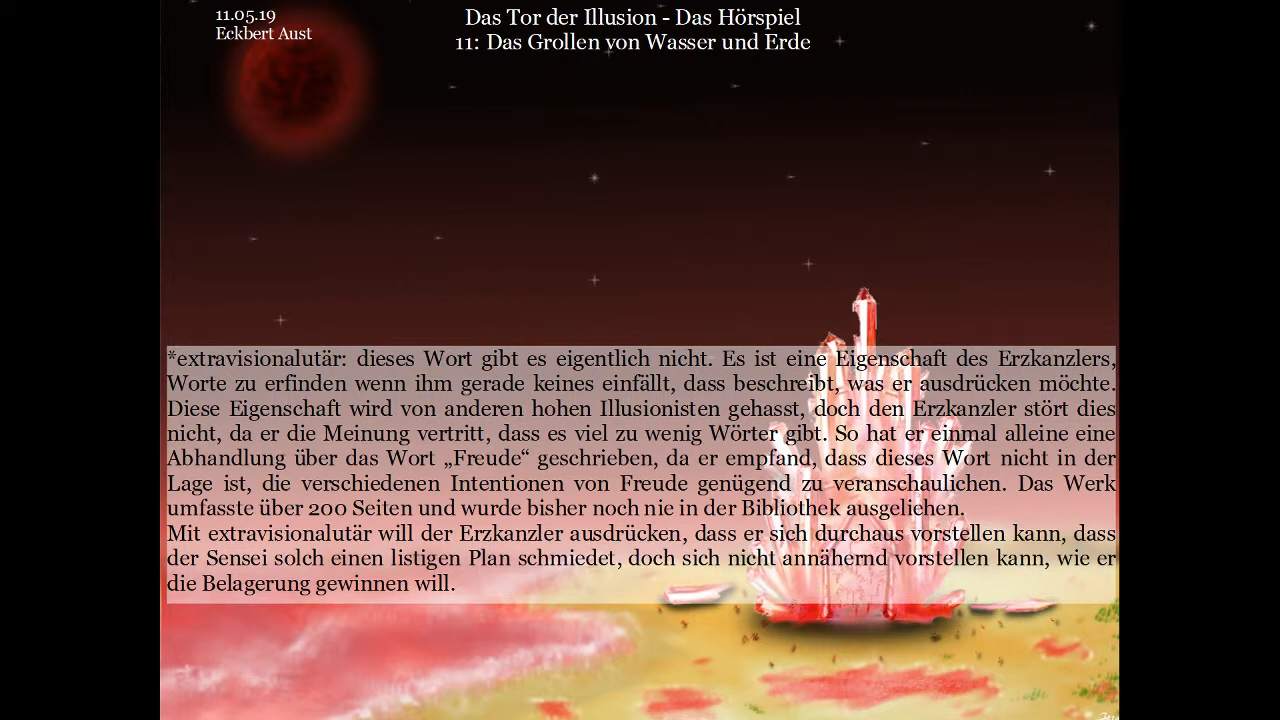 11.05.19
Eckbert Aust
Das Tor der Illusion - Das Hörspiel
11: Das Grollen von Wasser und Erde
*extravisionalutär: dieses Wort gibt es eigentlich nicht. Es ist eine Eigenschaft des Erzkanzlers,
Worte zu erfinden wenn ihm gerade keines einfällt, dass beschreibt, was er ausdrücken möchte.
Diese Eigenschaft wird von anderen hohen Illusionisten gehasst, doch den Erzkanzler stört dies
nicht, da er die Meinung vertritt, dass es viel zu wenig Wörter gibt. So hat er einmal alleine eine
Abhandlung über das Wort „Freude“ geschrieben, da er empfand, dass dieses Wort nicht in der
Lage ist, die verschiedenen Intentionen von Freude genügend zu veranschaulichen. Das Werk
umfasste über 200 Seiten und wurde bisher noch nie in der Bibliothek ausgeliehen.
Mit extravisionalutär will der Erzkanzler ausdrücken, dass er sich durchaus vorstellen kann, dass
der Sensei solch einen listigen Plan schmiedet, doch sich nicht annähernd vorstellen kann, wie er
die Belagerung gewinnen will.